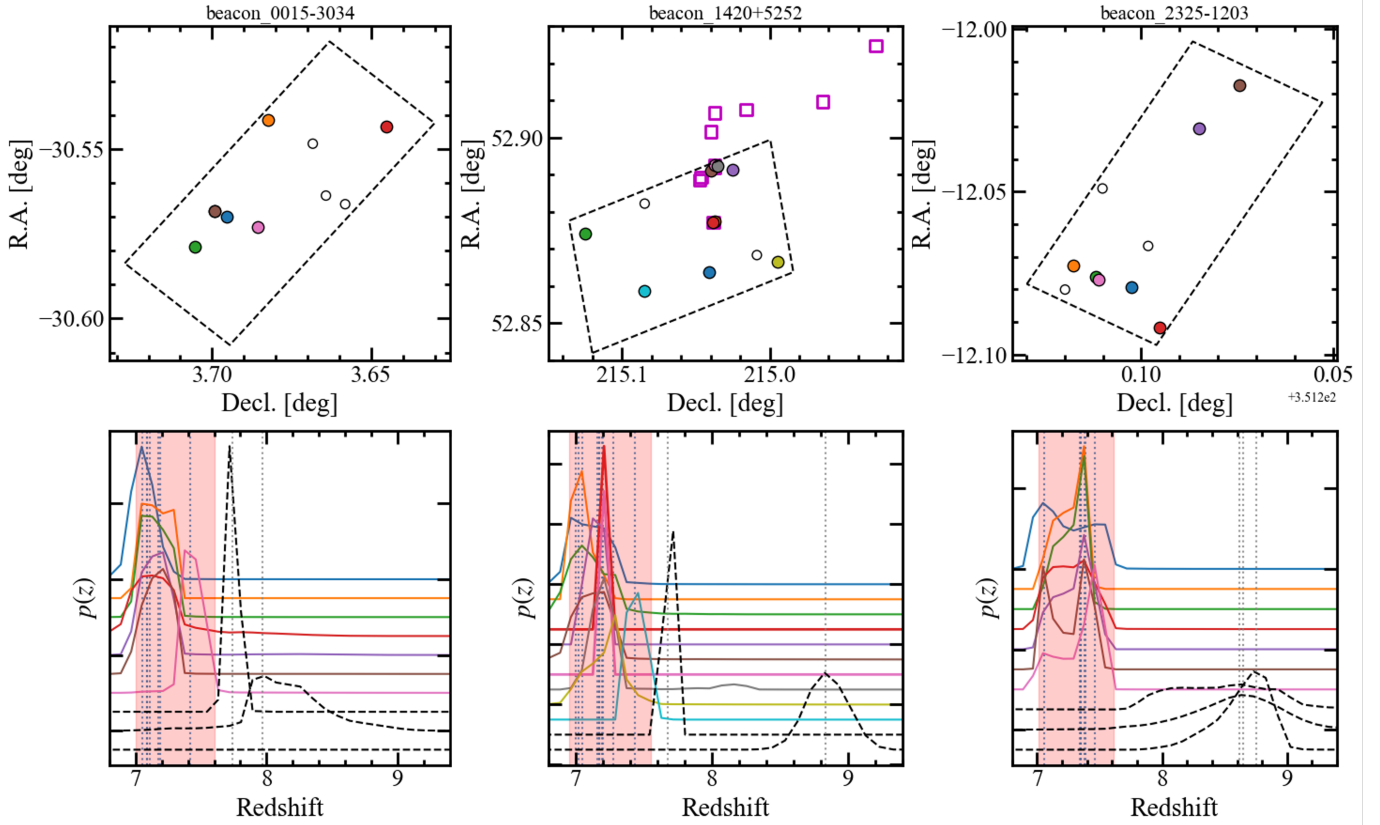 beacon_0015-3034
beacon_1420+5252
beacon_2325-1203
R.A. [deg]
−30.55
−30.60
3.70
3.65
Decl. [deg]
R.A. [deg]
52.90
52.85
215.1
215.0
Decl. [deg]
R.A. [deg]
−12.00
−12.05
−12.10
0.10
0.05
+3.512e2
Decl. [deg]
p(z)
7
8
9
Redshift
p(z)
7
8
9
Redshift
p(z)
7
8
9
Redshift